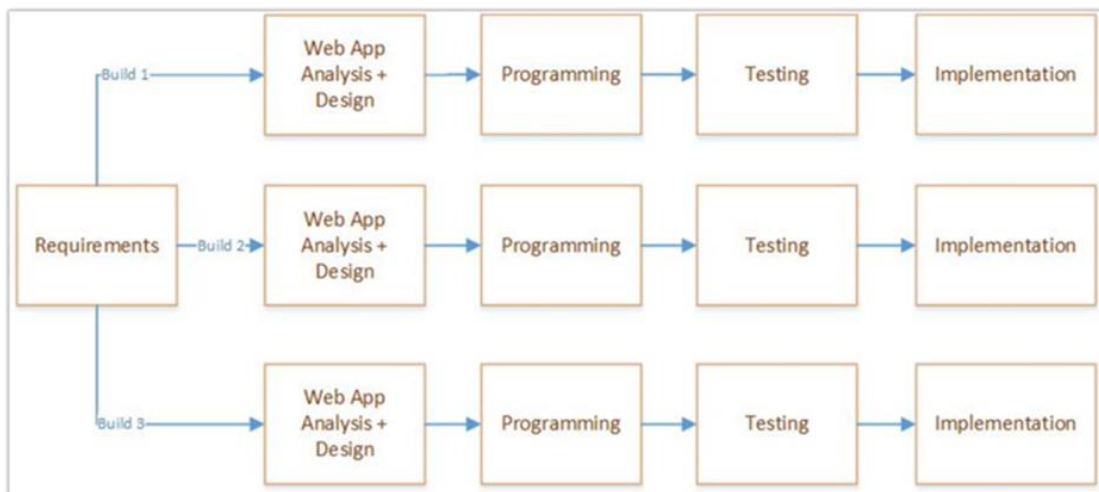 Build 1
Web App
Analysis +
Design
Programming
Testing
Implementation
Requirements
Build 2
Web App
Analysis +
Design
Programming
Testing
Implementation
Build 3
Web App
Analysis +
Design
Programming
Testing
Implementation